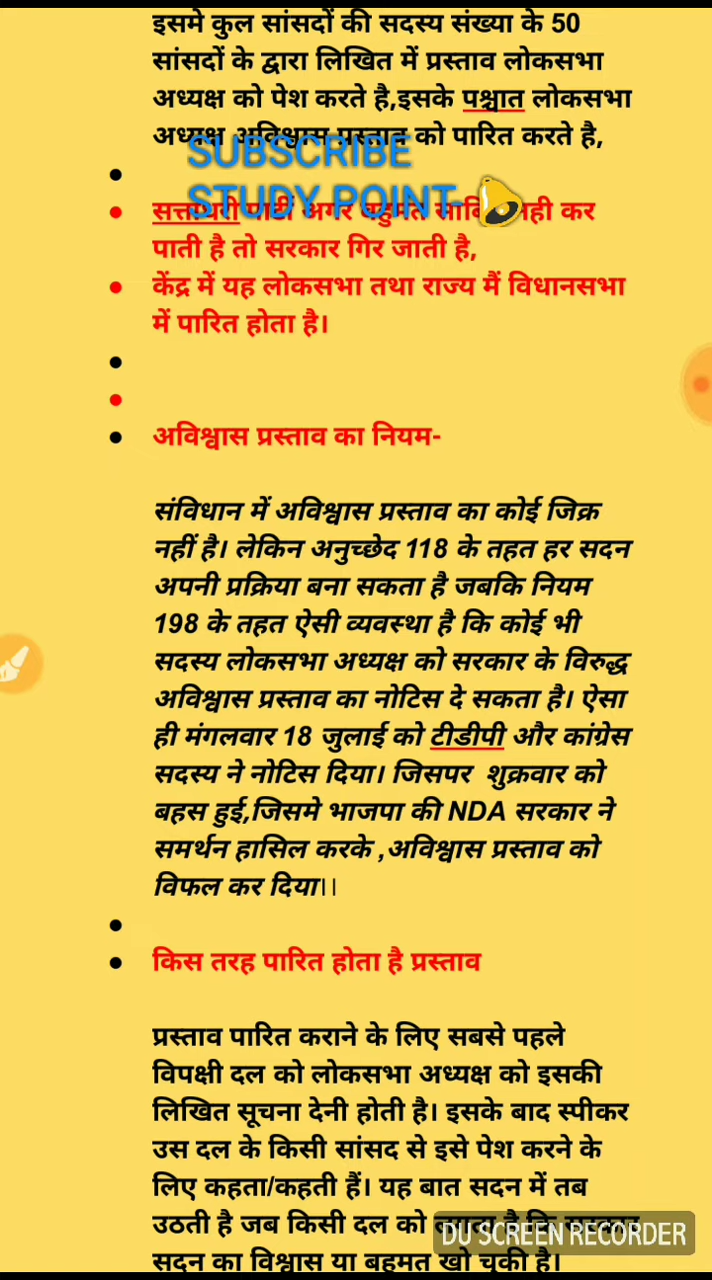 इसमे कुल सांसदों की सदस्य संख्या के 50
सांसदों के द्वारा लिखित में प्रस्ताव लोकसभा
अध्यक्ष को पेश करते है,इसके पश्चात लोकसभा
अध्यक्ष अविश्वास प्रस्ताव को पारित करते है,
SUBSCRIBE
STUDY POINT-
सत्ताधरी पार्टी अगर बहुमत नही कर
पाती है तो सरकार गिर जाती है,
केंद्र में यह लोकसभा तथा राज्य मैं विधानसभा
में पारित होता है।
अविश्वास प्रस्ताव का नियम-
संविधान में अविश्वास प्रस्ताव का कोई जिक्र
नहीं है। लेकिन अनुच्छेद 118 के तहत हर सदन
अपनी प्रक्रिया बना सकता है जबकि नियम
198 के तहत ऐसी व्यवस्था है कि कोई भी
सदस्य लोकसभा अध्यक्ष को सरकार के विरुद्ध
अविश्वास प्रस्ताव का नोटिस दे सकता है। ऐसा
ही मंगलवार 18 जुलाई को टीडीपी और कांग्रेस
सदस्य ने नोटिस दिया। जिसपर शुक्रवार को
बहस हुई,जिसमे भाजपा की NDA सरकार ने
समर्थन हासिल करके ,अविश्वास प्रस्ताव को
विफल कर दिया।।
किस तरह पारित होता है प्रस्ताव
प्रस्ताव पारित कराने के लिए सबसे पहले
विपक्षी दल को लोकसभा अध्यक्ष को इसकी
लिखित सूचना देनी होती है। इसके बाद स्पीकर
उस दल के किसी सांसद से इसे पेश करने के
लिए कहता/कहती हैं। यह बात सदन में तब
उठती है जब किसी दल को
DU SCREEN RECORDER
सदन का विश्वास या बहुमत खो चुकी है।